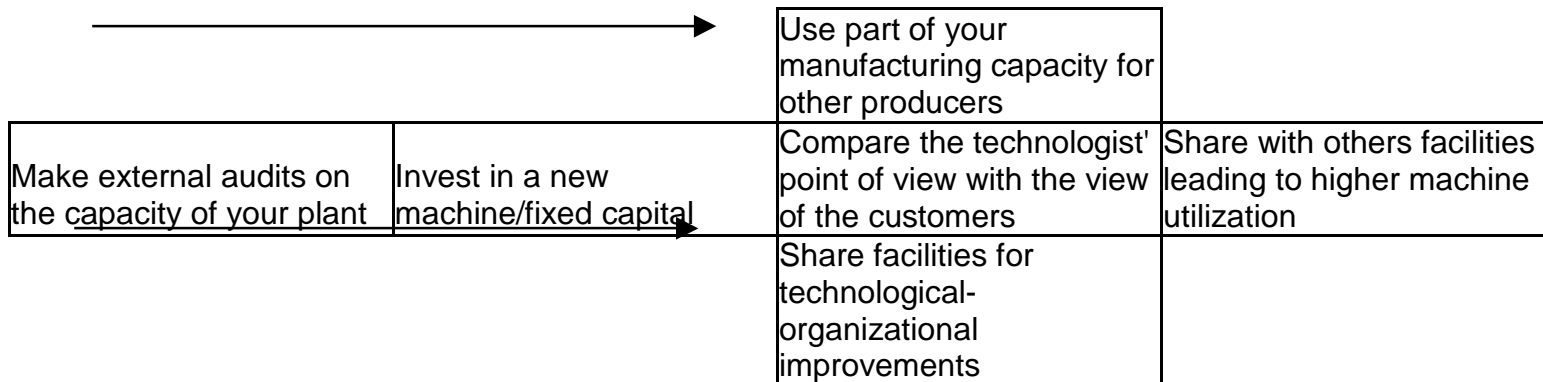 Use part of your
manufacturing capacity for
other producers
Make external audits on
the capacity of your plant
Invest in a new
machine/fixed capital
Compare the technologist'
point of view with the view
of the customers
Share with others facilities
leading to higher machine
utilization
Share facilities for
technological-
organizational
improvements